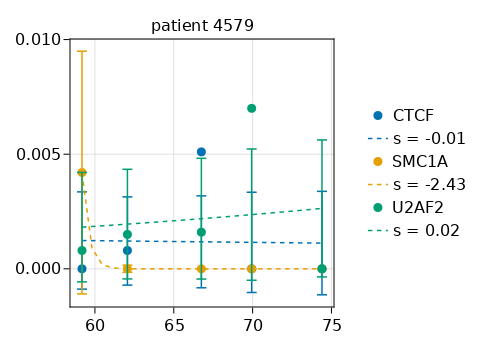 patient 4579
0.010
0.005
0.000
60 65 70 75
CTCF
s = -0.01
SMC1A
s = -2.43
U2AF2
s = 0.02